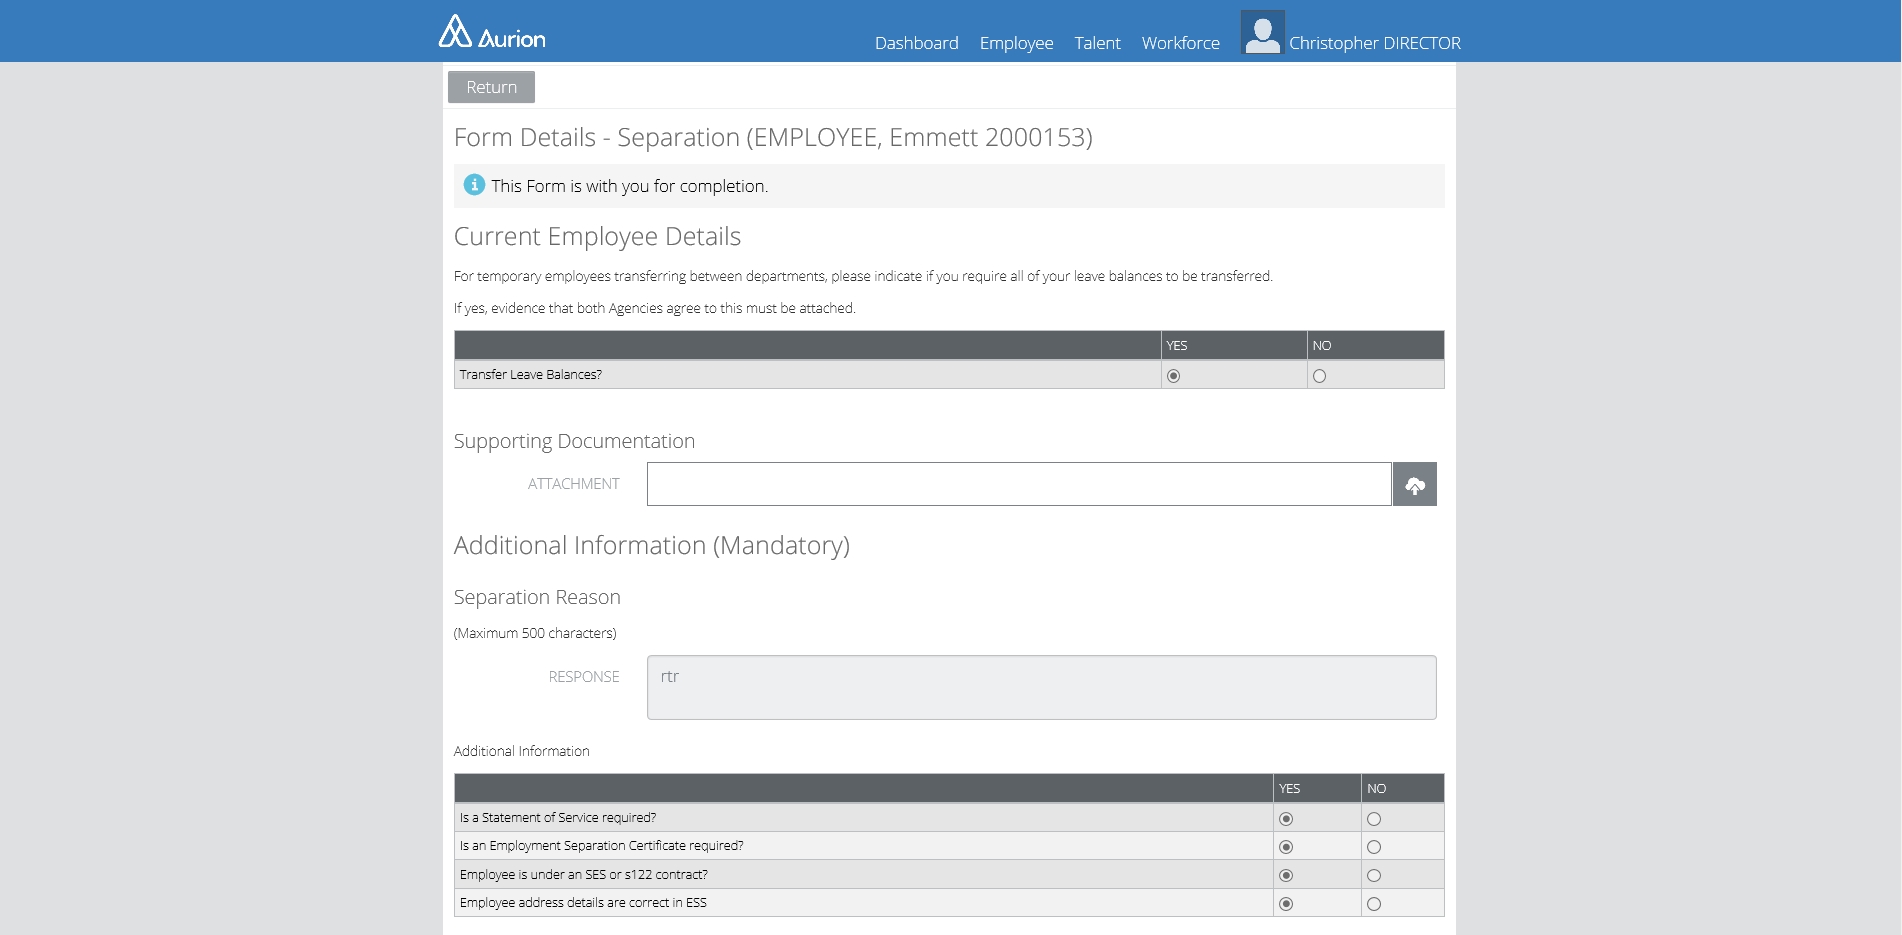 Aurion
Dashboard Employee Talent Workforce Christopher DIRECTOR
Return
Form Details - Separation (EMPLOYEE, Emmett 2000153)
This Form is with you for completion.
Current Employee Details
For temporary employees transferring between departments, please indicate if you require all of your leave balances to be transferred.
If yes, evidence that both Agencies agree to this must be attached.
YES NO
Transfer Leave Balances?
Supporting Documentation
ATTACHMENT
Additional Information (Mandatory)
Separation Reason
(Maximum 500 characters)
RESPONSE rtr
Additional Information
YES NO
Is a Statement of Service required?
Is an Employment Separation Certificate required?
Employee is under an SES or s122 contract?
Employee address details are correct in ESS